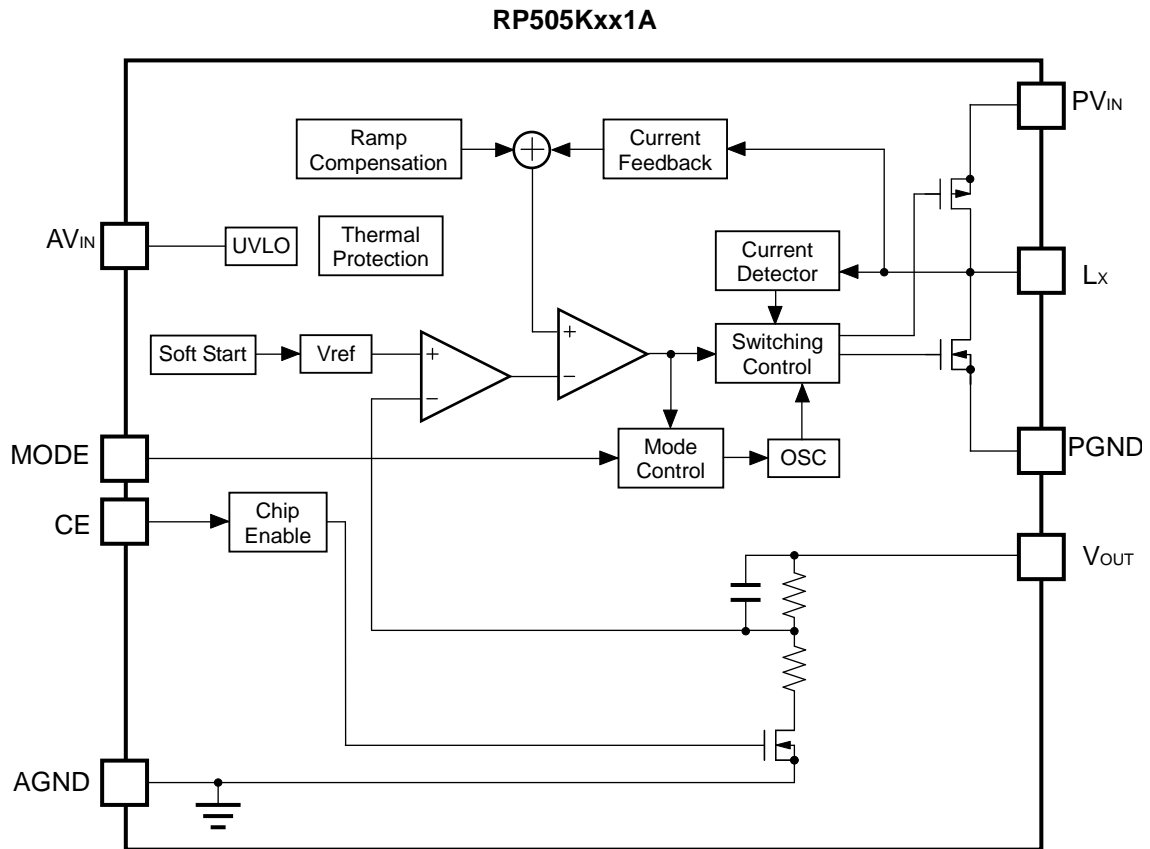 RP505Kxx1A
PVIN
Ramp
Compensation
+
Current
Feedback
AVIN
UVLO
Thermal
Protection
Current
Detector
LX
Soft Start
Vref
+
−
+
−
Switching
Control
MODE
Mode
Control
OSC
PGND
CE
Chip
Enable
VOUT
AGND